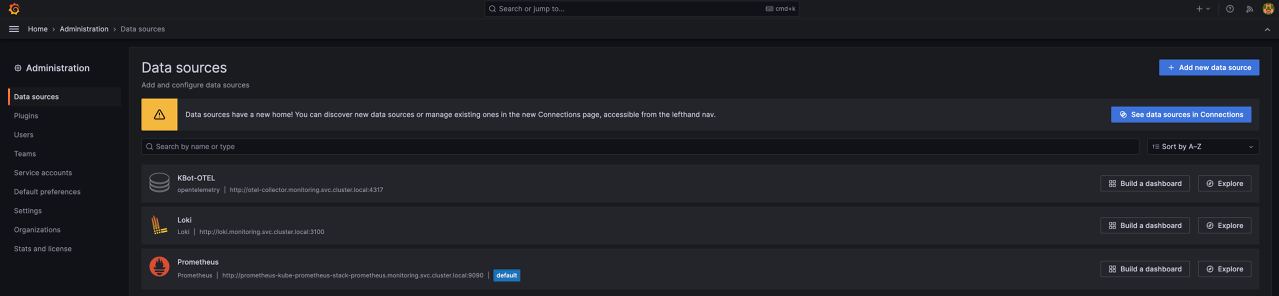 Search or jump to...
cmd+k
Home › Administration › Data sources
Administration
Data sources
Plugins
Users
Teams
Service accounts
Default preferences
Settings
Organizations
Stats and license
Data sources
Add and configure data sources
Add new data source
Data sources have a new home! You can discover new data sources or manage existing ones in the new Connections page, accessible from the lefthand nav.
See data sources in Connections
Search by name or type
Sort by A–Z
KBot-OTEL
opentelemetry | http://otel-collector.monitoring.svc.cluster.local:4317
Build a dashboard
Explore
Loki
Loki | http://loki.monitoring.svc.cluster.local:3100
Build a dashboard
Explore
Prometheus
Prometheus | http://prometheus-kube-prometheus-stack-prometheus.monitoring.svc.cluster.local:9090 | default
Build a dashboard
Explore